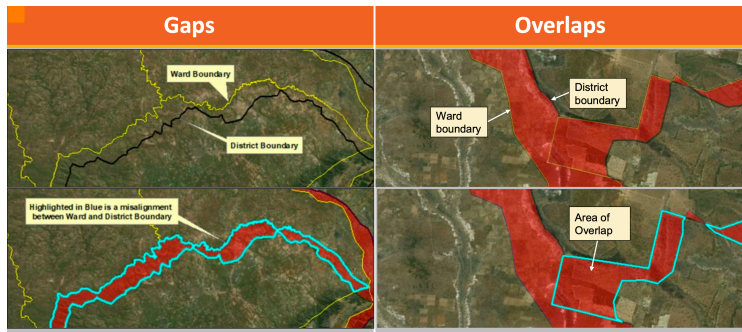 Gaps
Overlaps
Ward Boundary
District Boundary
District
boundary
Ward
boundary
Highlighted in Blue is a misalignment
between Ward and District Boundary
Area of
Overlap